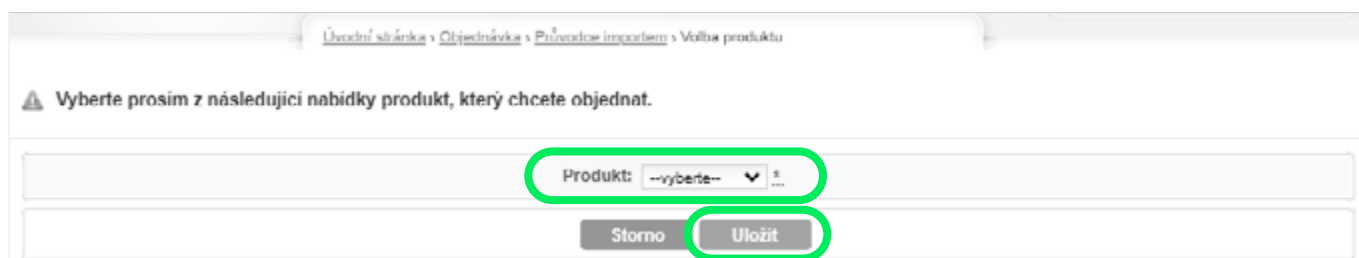 Úvodní stránka › Objednávka › Průvodce importem › Volba produktu
Vyberte prosím z následující nabídky produkt, který chcete objednat.
Produkt: --vyberte-- *
Storno Uložit